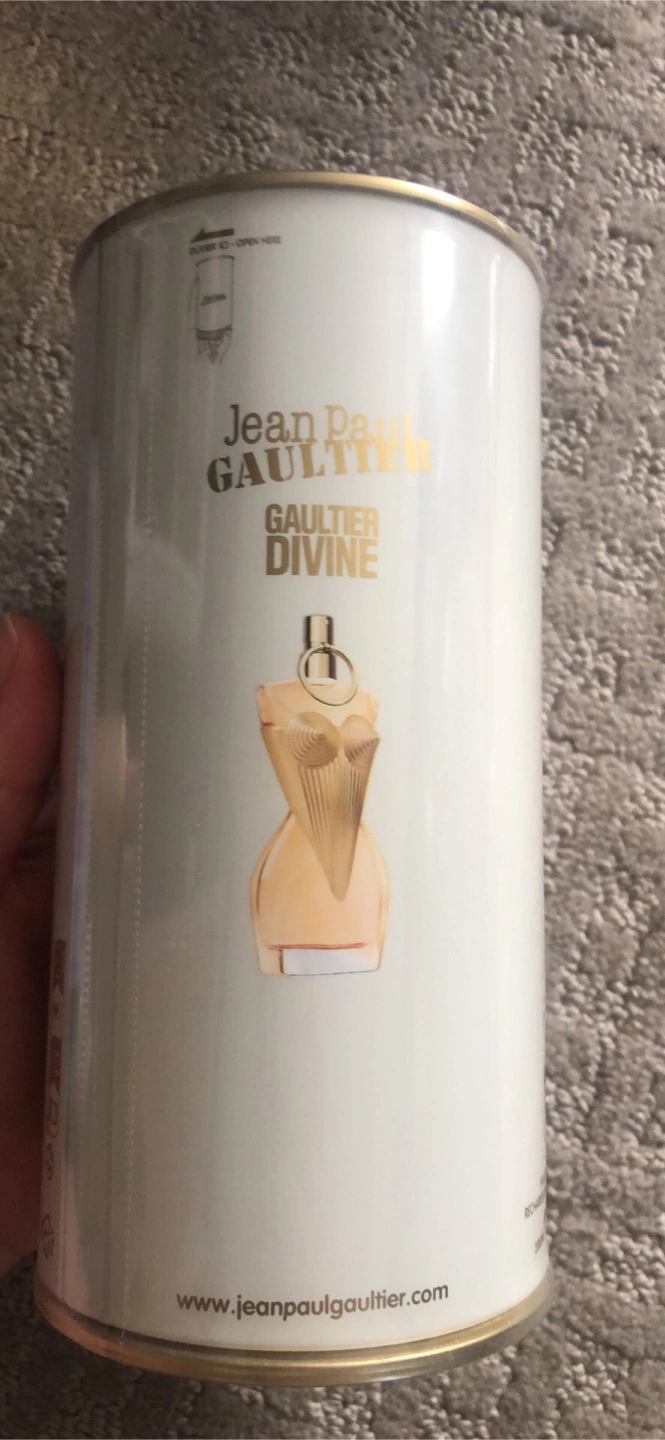 OUVRIR ICI - OPEN HERE
Jean Paul
GAULTIER
GAULTIER
DIVINE
www.jeanpaulgaultier.com